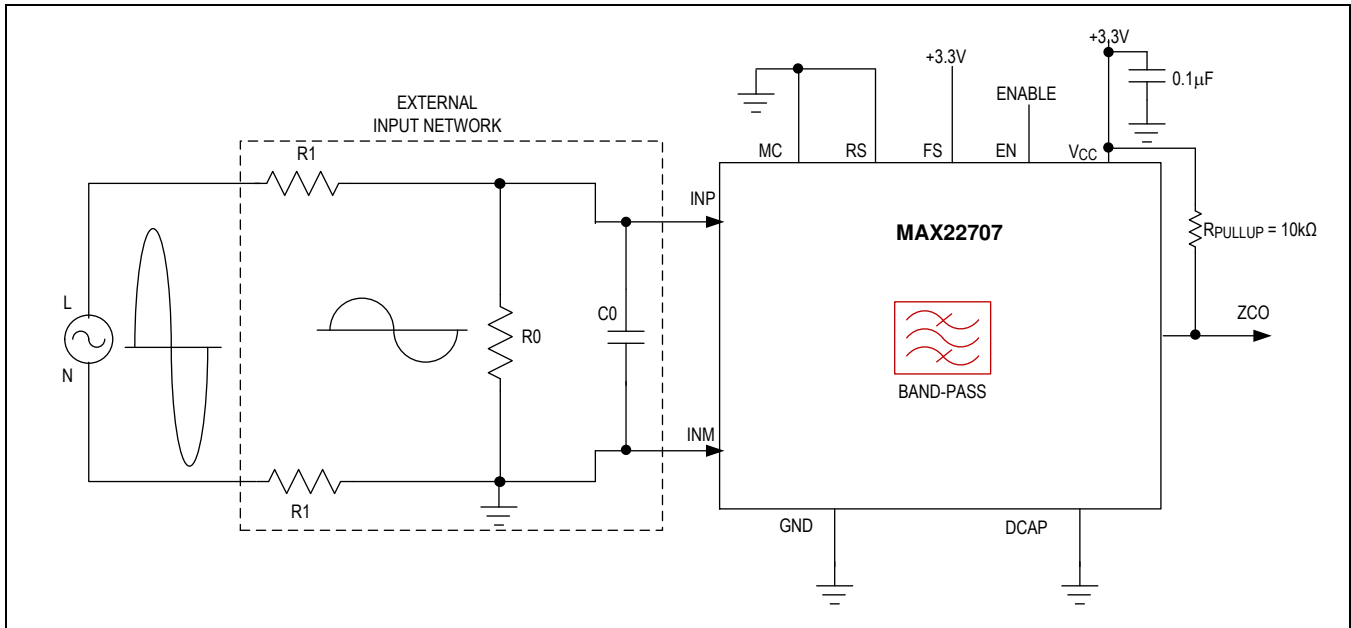 +3.3V
+3.3V
0.1μF
ENABLE
EXTERNAL
INPUT NETWORK
R1
MC
RS
FS
EN
VCC
INP
MAX22707
RPULLUP = 10kΩ
L
N
R0
C0
ZCO
BAND-PASS
INM
R1
GND
DCAP